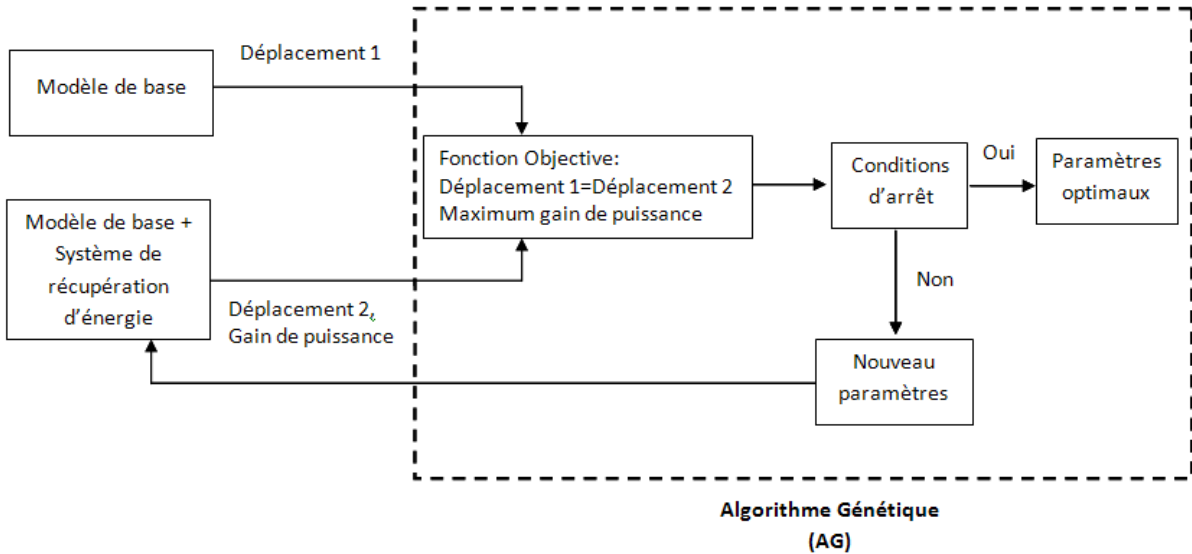 Déplacement 1
Modèle de base
Fonction Objective:
Déplacement 1=Déplacement 2
Maximum gain de puissance
Conditions
d'arrêt
Oui
Paramètres
optimaux
Modèle de base +
Système de
récupération
d'énergie
Déplacement 2,
Gain de puissance
Non
Nouveau
paramètres
Algorithme Génétique
(AG)